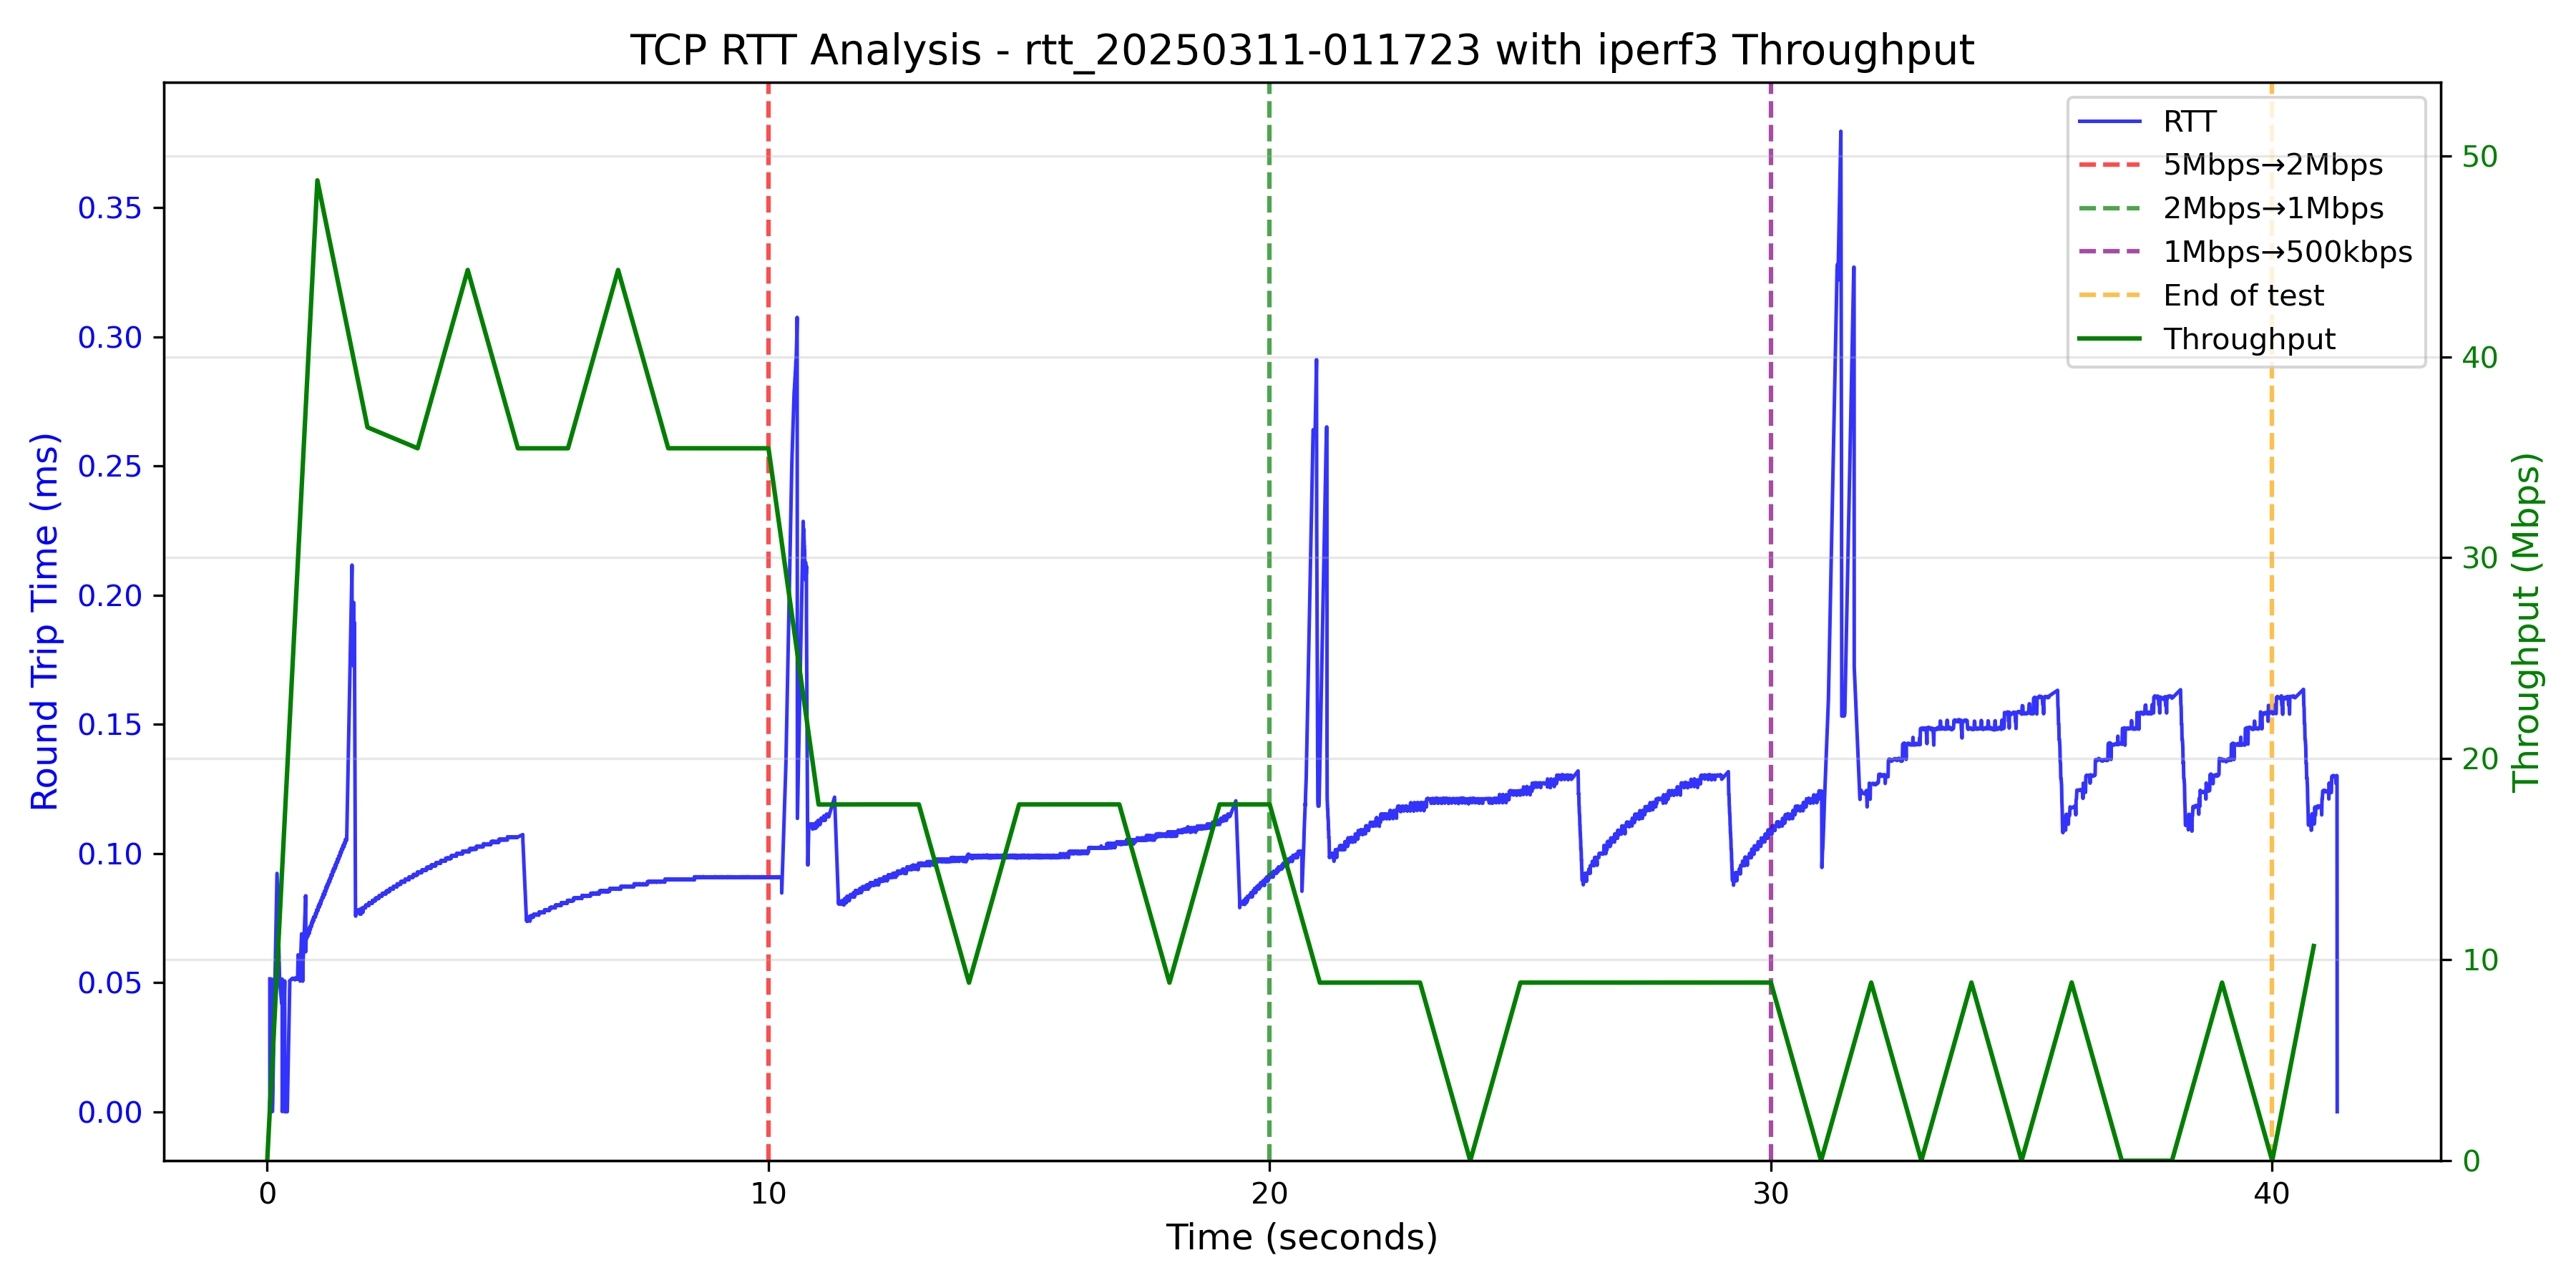 TCP RTT Analysis - rtt_20250311-011723 with iperf3 Throughput
Round Trip Time (ms)
0.35
0.30
0.25
0.20
0.15
0.10
0.05
0.00
RTT
5Mbps→2Mbps
2Mbps→1Mbps
1Mbps→500kbps
End of test
Throughput
50
40
30
20
10
0
Throughput (Mbps)
0 10 20 30 40
Time (seconds)